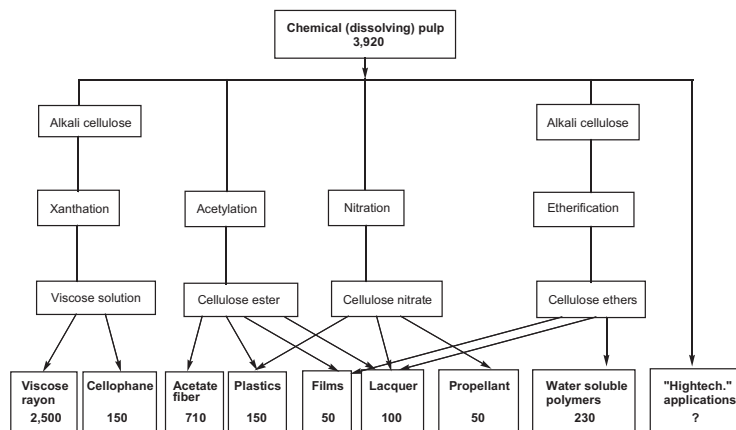 Chemical (dissolving) pulp
3,920
Alkali cellulose
Alkali cellulose
Xanthation
Acetylation
Nitration
Etherification
Viscose solution
Cellulose ester
Cellulose nitrate
Cellulose ethers
Viscose
rayon
2,500
Cellophane
150
Acetate
fiber
710
Plastics
150
Films
50
Lacquer
100
Propellant
50
Water soluble
polymers
230
"Hightech."
applications
?